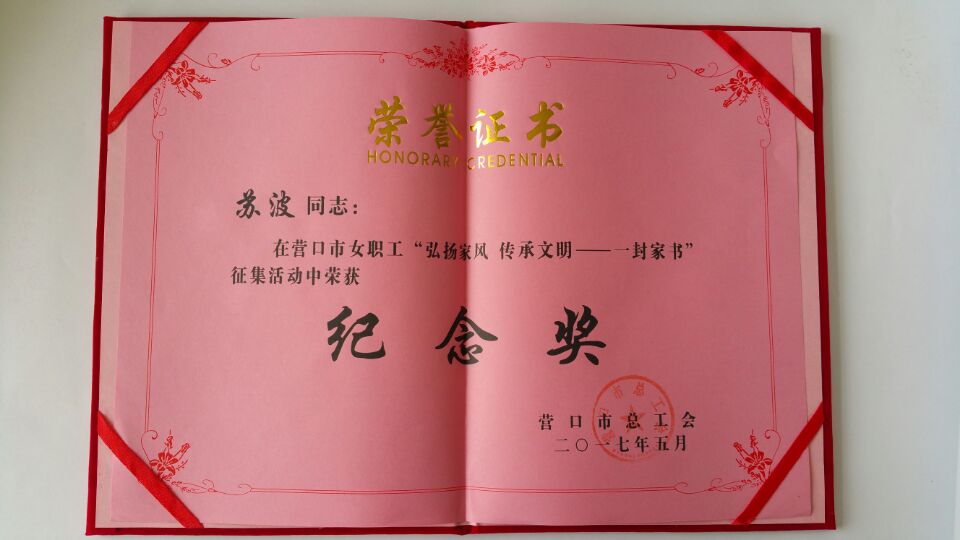 荣誉证书
HONORARY CREDENTIAL
苏波 同志：
在营口市女职工“弘扬家风 传承文明——一封家书”
征集活动中荣获
纪念奖
营口市总工会
二〇一七年五月